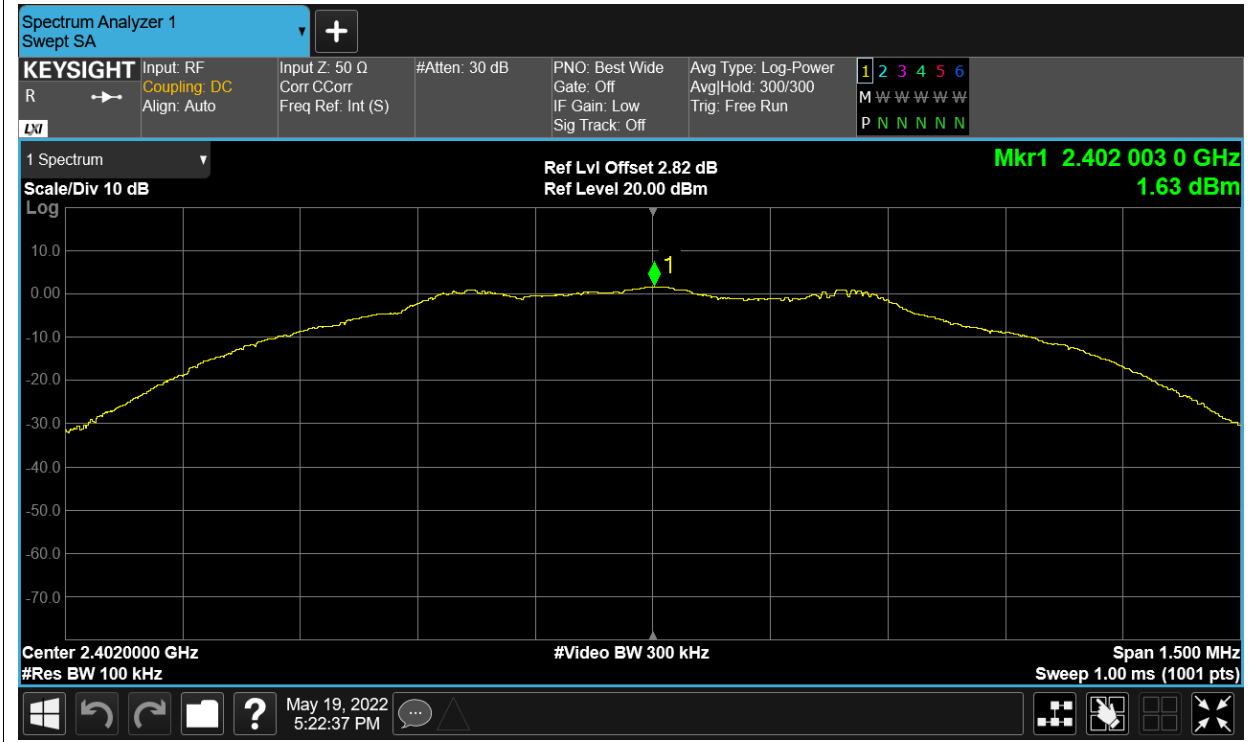 Spectrum Analyzer 1
Swept SA
KEYSIGHT
R
LXI
Input: RF
Coupling: DC
Align: Auto
Input Z: 50 Ω
Corr CCorr
Freq Ref: Int (S)
#Atten: 30 dB
PNO: Best Wide
Gate: Off
IF Gain: Low
Sig Track: Off
Avg Type: Log-Power
Avg|Hold: 300/300
Trig: Free Run
1 2 3 4 5 6
M W W W W W W
P N N N N N N
1 Spectrum
Scale/Div 10 dB
Log
Ref Lvl Offset 2.82 dB
Ref Level 20.00 dBm
Mkr1 2.402 003 0 GHz
1.63 dBm
10.0
1
0.00
-10.0
-20.0
-30.0
-40.0
-50.0
-60.0
-70.0
Center 2.4020000 GHz
#Video BW 300 kHz
Span 1.500 MHz
#Res BW 100 kHz
Sweep 1.00 ms (1001 pts)
?
May 19, 2022
5:22:37 PM